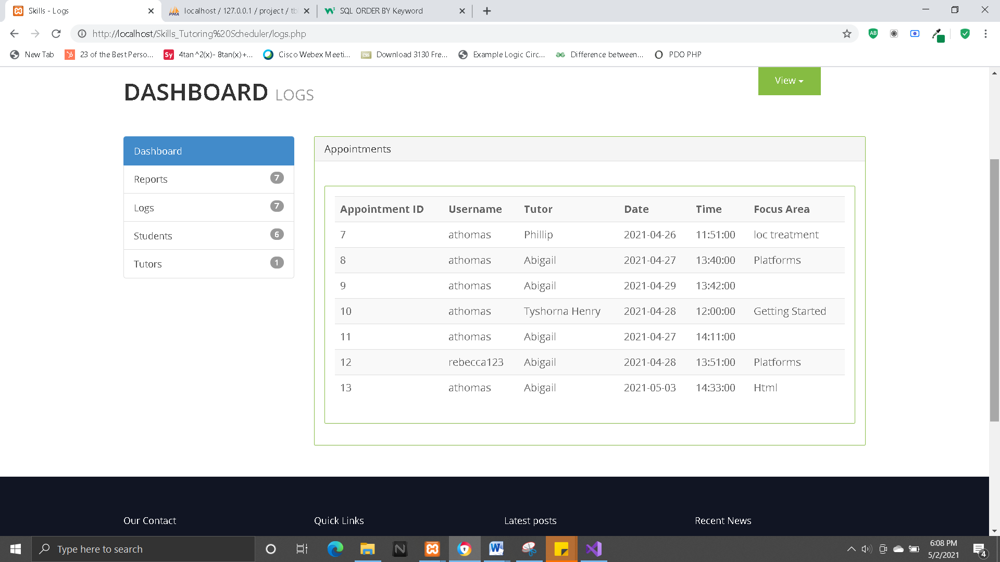 Skills - Logs
localhost / 127.0.0.1 / project / tb
SQL ORDER BY Keyword
http://localhost/Skills_Tutoring%20Scheduler/logs.php
New Tab
23 of the Best Perso...
4tan^2(x)- 8tan(x)+...
Cisco Webex Meeti...
Download 3130 Fre...
Example Logic Circ...
Difference between...
PDO PHP
DASHBOARD LOGS
View
Dashboard
Reports 7
Logs 7
Students 6
Tutors 1
Appointments
Appointment ID Username Tutor Date Time Focus Area
7 athomas Phillip 2021-04-26 11:51:00 loc treatment
8 athomas Abigail 2021-04-27 13:40:00 Platforms
9 athomas Abigail 2021-04-29 13:42:00
10 athomas Tyshorna Henry 2021-04-28 12:00:00 Getting Started
11 athomas Abigail 2021-04-27 14:11:00
12 rebecca123 Abigail 2021-04-28 13:51:00 Platforms
13 athomas Abigail 2021-05-03 14:33:00 Html
Our Contact
Quick Links
Latest posts
Recent News
Type here to search
6:08 PM
5/2/2021
4